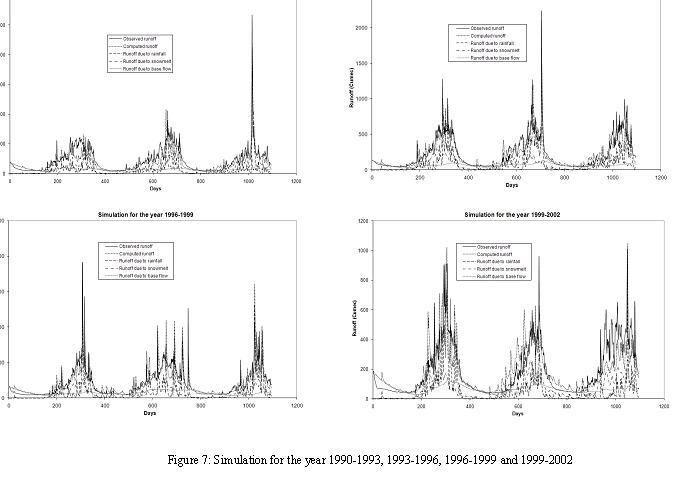 Observed runoff
Computed runoff
Runoff due to rainfall
Runoff due to snowmelt
Runoff due to base flow
0 200 400 600 800 1000 1200
Days
Runoff (Cumec)
2000
1500
1000
500
0
Observed runoff
Computed runoff
Runoff due to rainfall
Runoff due to snowmelt
Runoff due to base flow
0 200 400 600 800 1000 1200
Days
Simulation for the year 1996-1999
Observed runoff
Computed runoff
Runoff due to rainfall
Runoff due to snowmelt
Runoff due to base flow
0 200 400 600 800 1000 1200
Days
Simulation for the year 1999-2002
Runoff (Cumec)
1200
1000
800
600
400
200
0
Observed runoff
Computed runoff
Runoff due to rainfall
Runoff due to snowmelt
Runoff due to base flow
0 200 400 600 800 1000 1200
Days
Figure 7: Simulation for the year 1990-1993, 1993-1996, 1996-1999 and 1999-2002